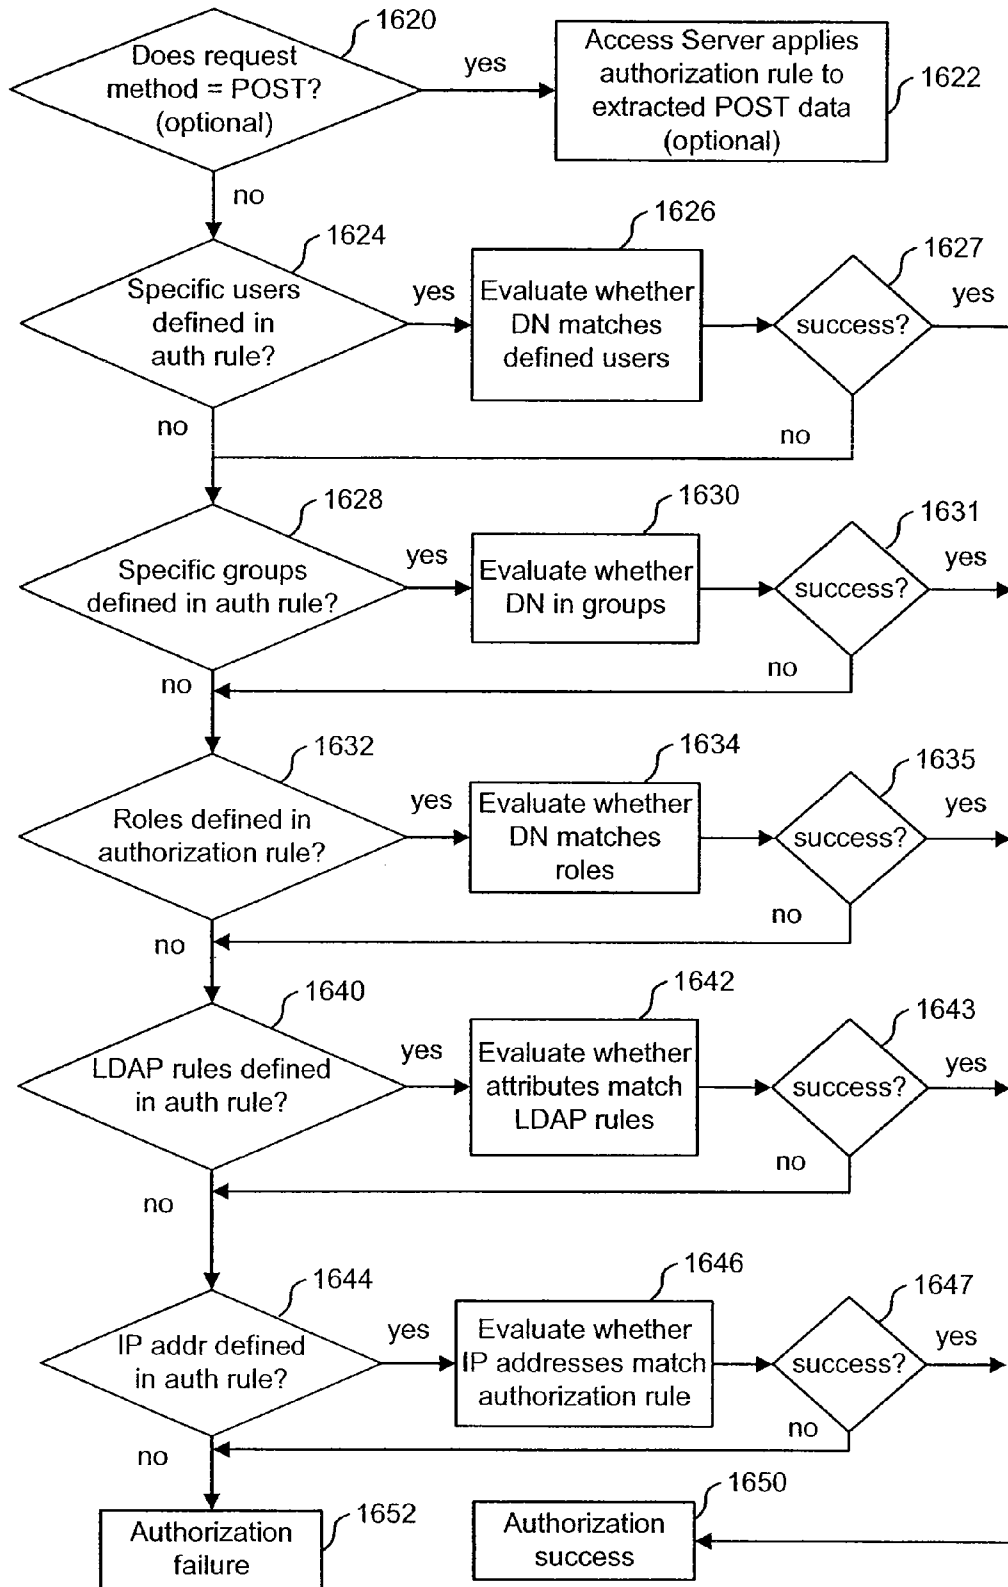 1620
Does request
method = POST?
(optional)
yes
Access Server applies
authorization rule to
extracted POST data
(optional)
1622
no
1624
Specific users
defined in
auth rule?
yes
1626
Evaluate whether
DN matches
defined users
1627
success?
yes
no
no
1628
Specific groups
defined in auth rule?
yes
1630
Evaluate whether
DN in groups
1631
success?
yes
no
no
1632
Roles defined in
authorization rule?
yes
1634
Evaluate whether
DN matches
roles
1635
success?
yes
no
no
1640
LDAP rules defined
in auth rule?
yes
1642
Evaluate whether
attributes match
LDAP rules
1643
success?
yes
no
no
1644
IP addr defined
in auth rule?
yes
1646
Evaluate whether
IP addresses match
authorization rule
1647
success?
yes
no
no
1652
Authorization
failure
1650
Authorization
success